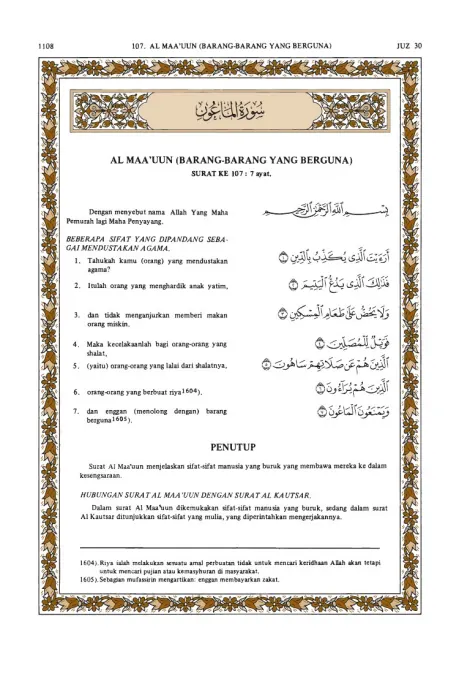 1108 107. AL MAA'UUN (BARANG-BARANG YANG BERGUNA) JUZ 30
سُورَةُ الْمَاعُونِ
AL MAA'UUN (BARANG-BARANG YANG BERGUNA)
SURAT KE 107 : 7 ayat.
Dengan menyebut nama Allah Yang Maha
Pemurah lagi Maha Penyayang.
بِسْمِ اللَّهِ الرَّحْمَٰنِ الرَّحِيمِ
BEBERAPA SIFAT YANG DIPANDANG SEBA-
GAI MENDUSTAKAN AGAMA.
1. Tahukah kamu (orang) yang mendustakan
agama?
أَرَءَيْتَ الَّذِي يُكَذِّبُ بِالدِّينِ ①
2. Itulah orang yang menghardik anak yatim,
فَذَٰلِكَ الَّذِي يَدُعُّ الْيَتِيمَ ②
3. dan tidak menganjurkan memberi makan
orang miskin.
وَلَا يَحُضُّ عَلَىٰ طَعَامِ الْمِسْكِينِ ③
4. Maka kecelakaanlah bagi orang-orang yang
shalat,
فَوَيْلٌ لِّلْمُصَلِّينَ ④
5. (yaitu) orang-orang yang lalai dari shalatnya,
الَّذِينَ هُمْ عَن صَلَاتِهِمْ سَاهُونَ ⑤
6. orang-orang yang berbuat riya1604),
الَّذِينَ هُمْ يُرَآءُونَ ⑥
7. dan enggan (menolong dengan) barang
berguna1605).
وَيَمْنَعُونَ الْمَاعُونَ ⑦
PENUTUP
Surat Al Maa'uun menjelaskan sifat-sifat manusia yang buruk yang membawa mereka ke dalam
kesengsaraan.
HUBUNGAN SURAT AL MAA'UUN DENGAN SURAT AL KAUTSAR.
Dalam surat Al Maa'uun dikemukakan sifat-sifat manusia yang buruk, sedang dalam surat
Al Kautsar ditunjukkan sifat-sifat yang mulia, yang diperintahkan mengerjakannya.
1604). Riya ialah melakukan sesuatu amal perbuatan tidak untuk mencari keridhaan Allah akan tetapi
untuk mencari pujian atau kemasyhuran di masyarakat.
1605). Sebagian mufassirin mengartikan: enggan membayarkan zakat.